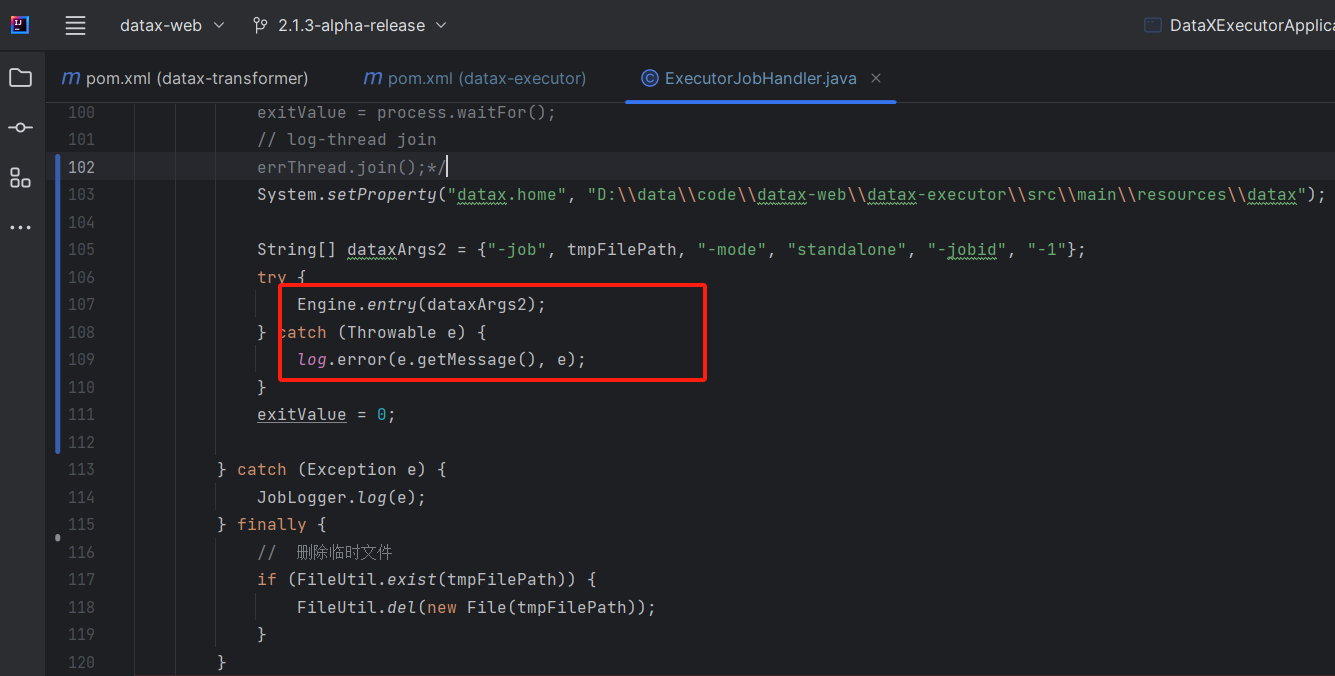 datax-web
2.1.3-alpha-release
DataXExecutorApplica
m pom.xml (datax-transformer)
m pom.xml (datax-executor)
© ExecutorJobHandler.java ×
100 exitValue = process.waitFor();
101 // log-thread join
102 errThread.join();*/
103 System.setProperty("datax.home", "D:\\data\\code\\datax-web\\datax-executor\\src\\main\\resources\\datax");
104
105 String[] dataxArgs2 = {"-job", tmpFilePath, "-mode", "standalone", "-jobid", "-1"};
106 try {
107 Engine.entry(dataxArgs2);
108 } catch (Throwable e) {
109 log.error(e.getMessage(), e);
110 }
111 exitValue = 0;
112
113 } catch (Exception e) {
114 JobLogger.log(e);
115 } finally {
116 // 删除临时文件
117 if (FileUtil.exist(tmpFilePath)) {
118 FileUtil.del(new File(tmpFilePath));
119 }
120 }